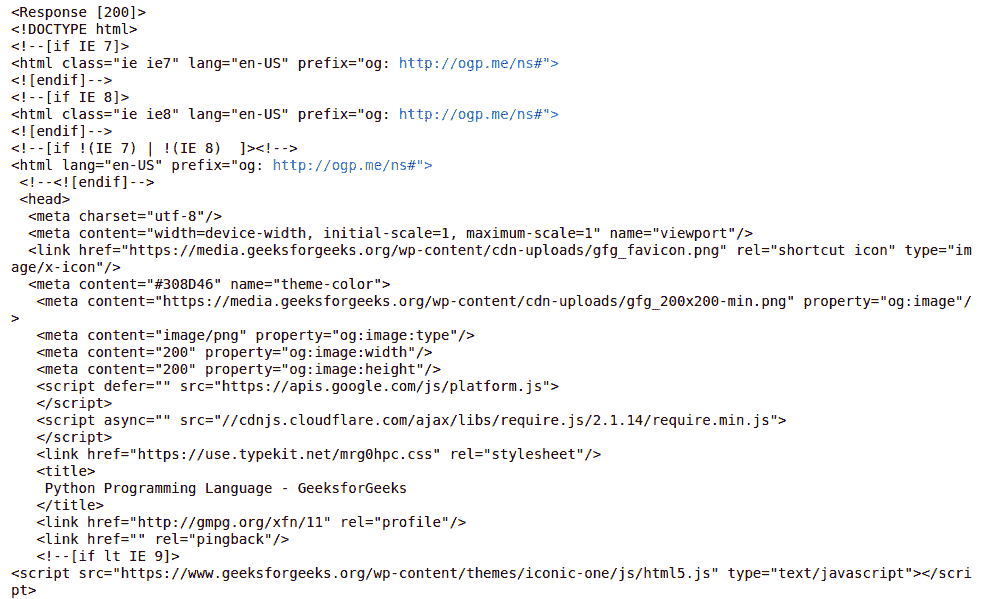 <Response [200]>
<!DOCTYPE html>
<!--[if IE 7]>
<html class="ie ie7" lang="en-US" prefix="og: http://ogp.me/ns#">
<![endif]-->
<!--[if IE 8]>
<html class="ie ie8" lang="en-US" prefix="og: http://ogp.me/ns#">
<![endif]-->
<!--[if !(IE 7) | !(IE 8)  ]><!-->
<html lang="en-US" prefix="og: http://ogp.me/ns#">
 <!--<![endif]-->
 <head>
  <meta charset="utf-8"/>
  <meta content="width=device-width, initial-scale=1, maximum-scale=1" name="viewport"/>
  <link href="https://media.geeksforgeeks.org/wp-content/cdn-uploads/gfg_favicon.png" rel="shortcut icon" type="im
age/x-icon"/>
  <meta content="#308D46" name="theme-color">
   <meta content="https://media.geeksforgeeks.org/wp-content/cdn-uploads/gfg_200x200-min.png" property="og:image"/
>
   <meta content="image/png" property="og:image:type"/>
   <meta content="200" property="og:image:width"/>
   <meta content="200" property="og:image:height"/>
   <script defer="" src="https://apis.google.com/js/platform.js">
   </script>
   <script async="" src="//cdnjs.cloudflare.com/ajax/libs/require.js/2.1.14/require.min.js">
   </script>
   <link href="https://use.typekit.net/mrg0hpc.css" rel="stylesheet"/>
   <title>
    Python Programming Language - GeeksforGeeks
   </title>
   <link href="http://gmpg.org/xfn/11" rel="profile"/>
   <link href="" rel="pingback"/>
   <!--[if lt IE 9]>
<script src="https://www.geeksforgeeks.org/wp-content/themes/iconic-one/js/html5.js" type="text/javascript"></scri
pt>